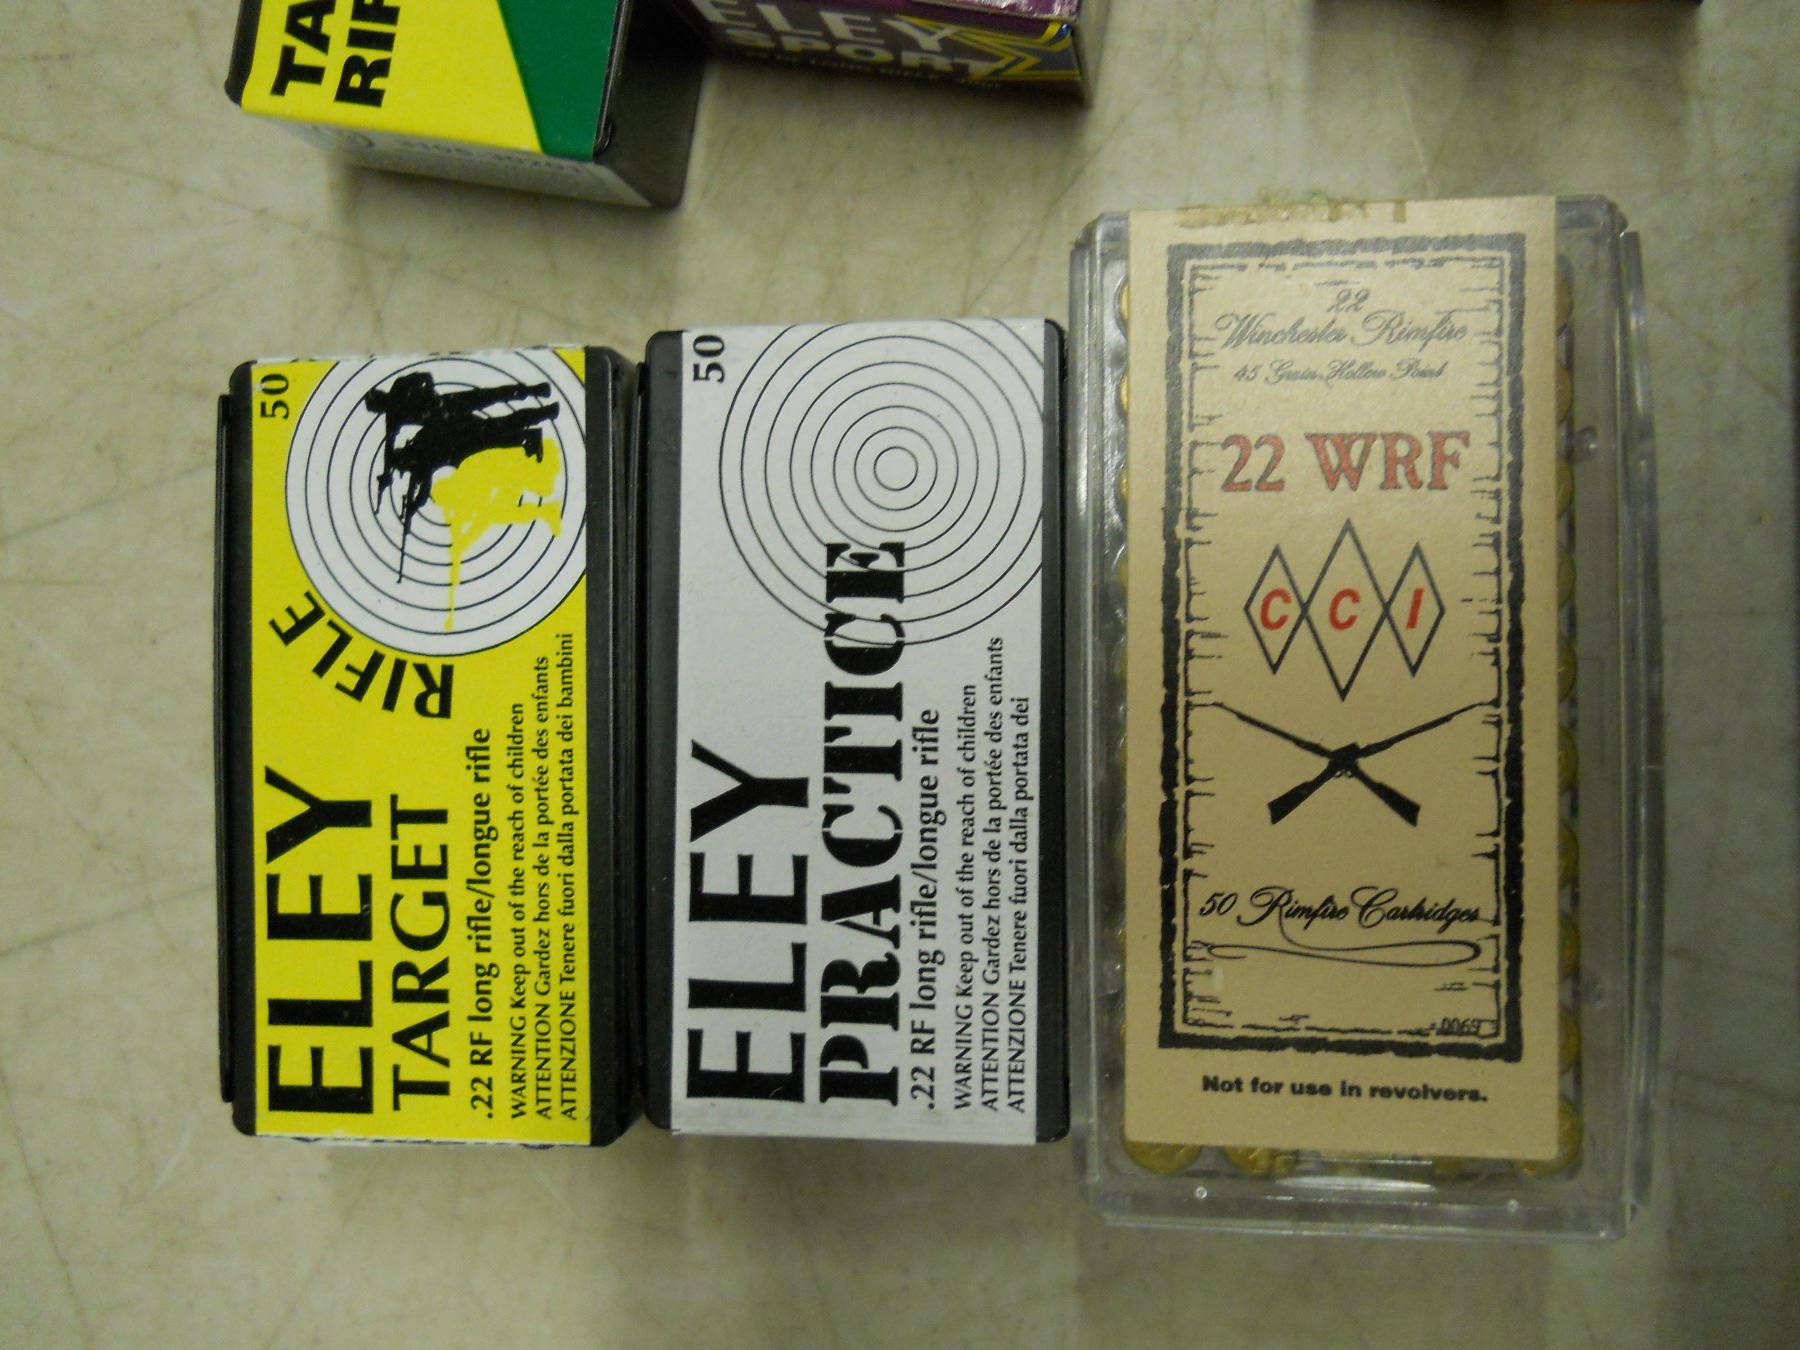 TA
RIF
ELEY
SPORT
50
RIFLE
ELEY
TARGET
.22 RF long rifle/longue rifle
WARNING Keep out of the reach of children
ATTENTION Gardez hors de la portée des enfants
ATTENZIONE Tenere fuori dalla portata dei bambini
50
ELEY
PRACTICE
.22 RF long rifle/longue rifle
WARNING Keep out of the reach of children
ATTENTION Gardez hors de la portée des enfants
ATTENZIONE Tenere fuori dalla portata dei
22
Winchester Rimfire
45 Grain Hollow Point
22 WRF
CCI
50 Rimfire Cartridges
0069
Not for use in revolvers.